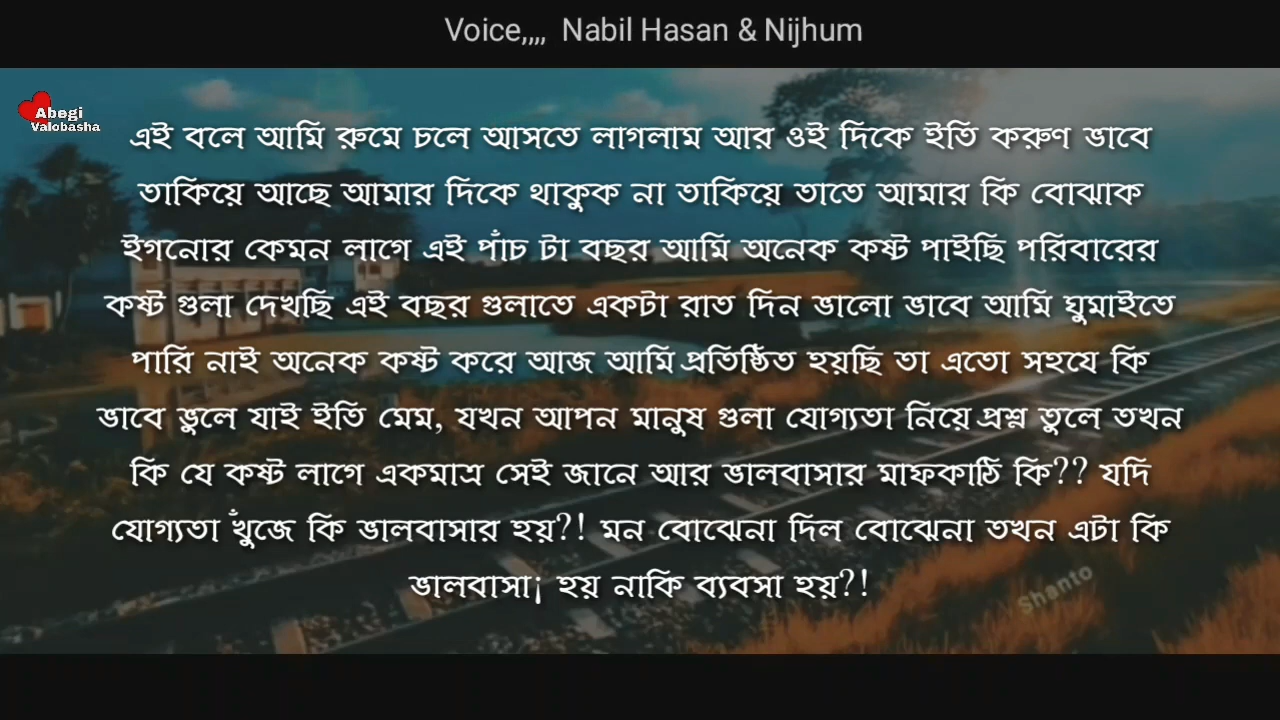 Voice,,,, Nabil Hasan & Nijhum
Abegi
Valobasha
এই বলে আমি রুমে চলে আসতে লাগলাম আর ওই দিকে ইতি করুণ ভাবে
তাকিয়ে আছে আমার দিকে থাকুক না তাকিয়ে তাতে আমার কি বোঝাক
ইগনোর কেমন লাগে এই পাঁচ টা বছর আমি অনেক কষ্ট পাইছি পরিবারের
কষ্ট গুলা দেখছি এই বছর গুলাতে একটা রাত দিন ভালো ভাবে আমি ঘুমাইতে
পারি নাই অনেক কষ্ট করে আজ আমি প্রতিষ্ঠিত হয়ছি তা এতো সহযে কি
ভাবে ভুলে যাই ইতি মেম, যখন আপন মানুষ গুলা যোগ্যতা নিয়ে প্রশ্ন তুলে তখন
কি যে কষ্ট লাগে একমাত্র সেই জানে আর ভালবাসার মাফকাঠি কি?? যদি
যোগ্যতা খুঁজে কি ভালবাসার হয়?! মন বোঝেনা দিল বোঝেনা তখন এটা কি
ভালবাসা¡ হয় নাকি ব্যবসা হয়?!
Shanto